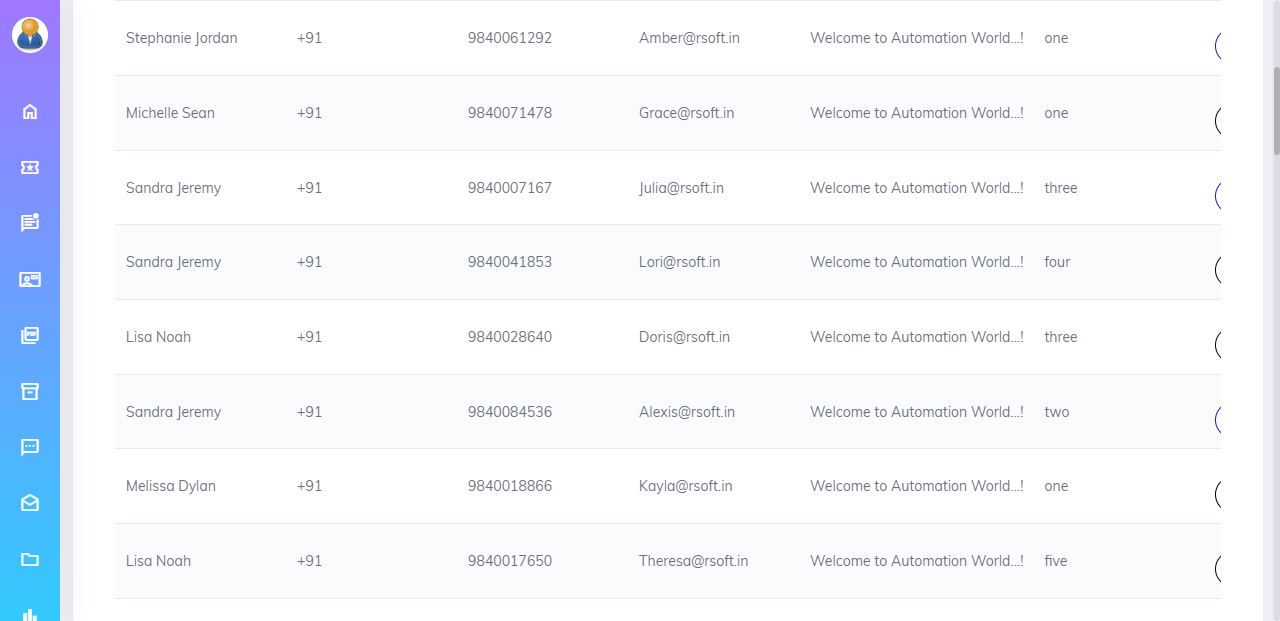 Stephanie Jordan +91 9840061292 Amber@rsoft.in Welcome to Automation World...! one
Michelle Sean +91 9840071478 Grace@rsoft.in Welcome to Automation World...! one
Sandra Jeremy +91 9840007167 Julia@rsoft.in Welcome to Automation World...! three
Sandra Jeremy +91 9840041853 Lori@rsoft.in Welcome to Automation World...! four
Lisa Noah +91 9840028640 Doris@rsoft.in Welcome to Automation World...! three
Sandra Jeremy +91 9840084536 Alexis@rsoft.in Welcome to Automation World...! two
Melissa Dylan +91 9840018866 Kayla@rsoft.in Welcome to Automation World...! one
Lisa Noah +91 9840017650 Theresa@rsoft.in Welcome to Automation World...! five